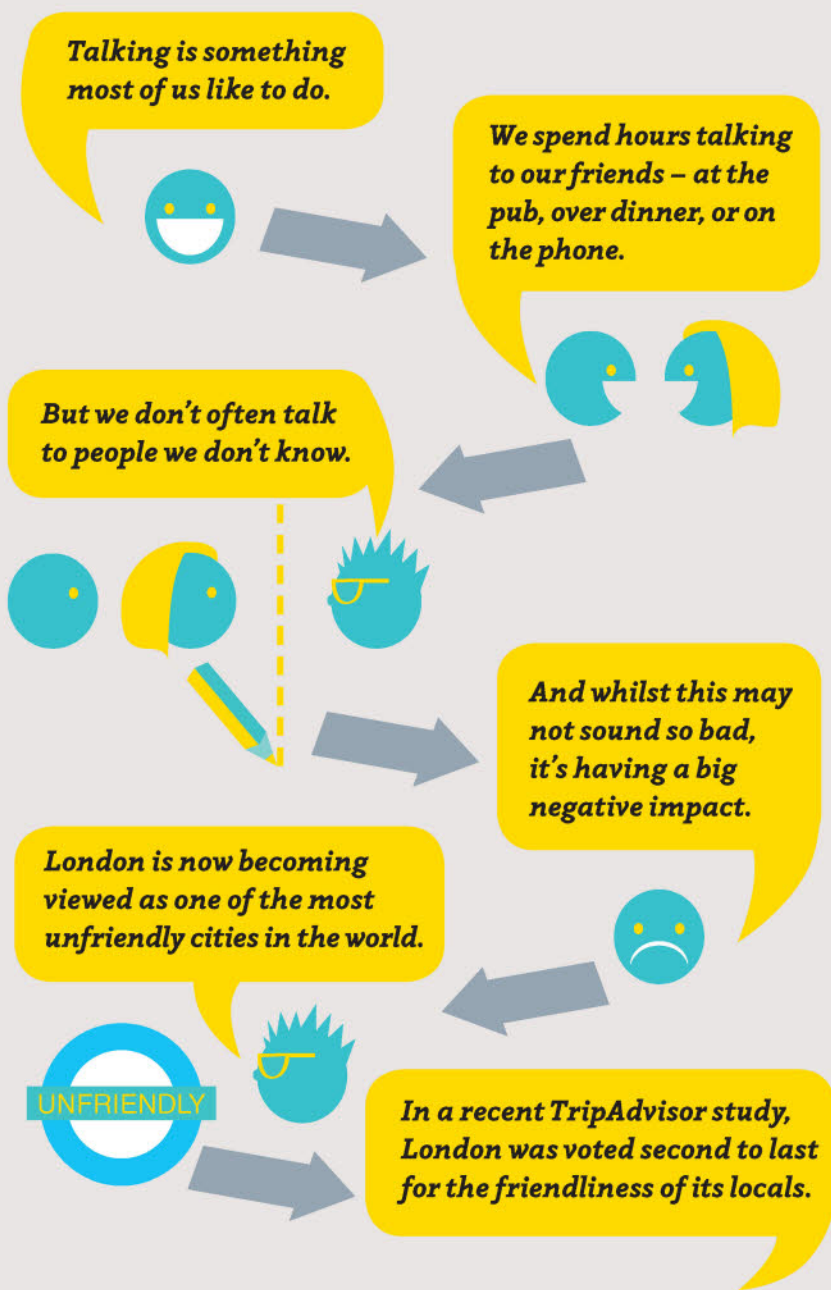 Talking is something
most of us like to do.
We spend hours talking
to our friends – at the
pub, over dinner, or on
the phone.
But we don't often talk
to people we don't know.
And whilst this may
not sound so bad,
it's having a big
negative impact.
London is now becoming
viewed as one of the most
unfriendly cities in the world.
UNFRIENDLY
In a recent TripAdvisor study,
London was voted second to last
for the friendliness of its locals.